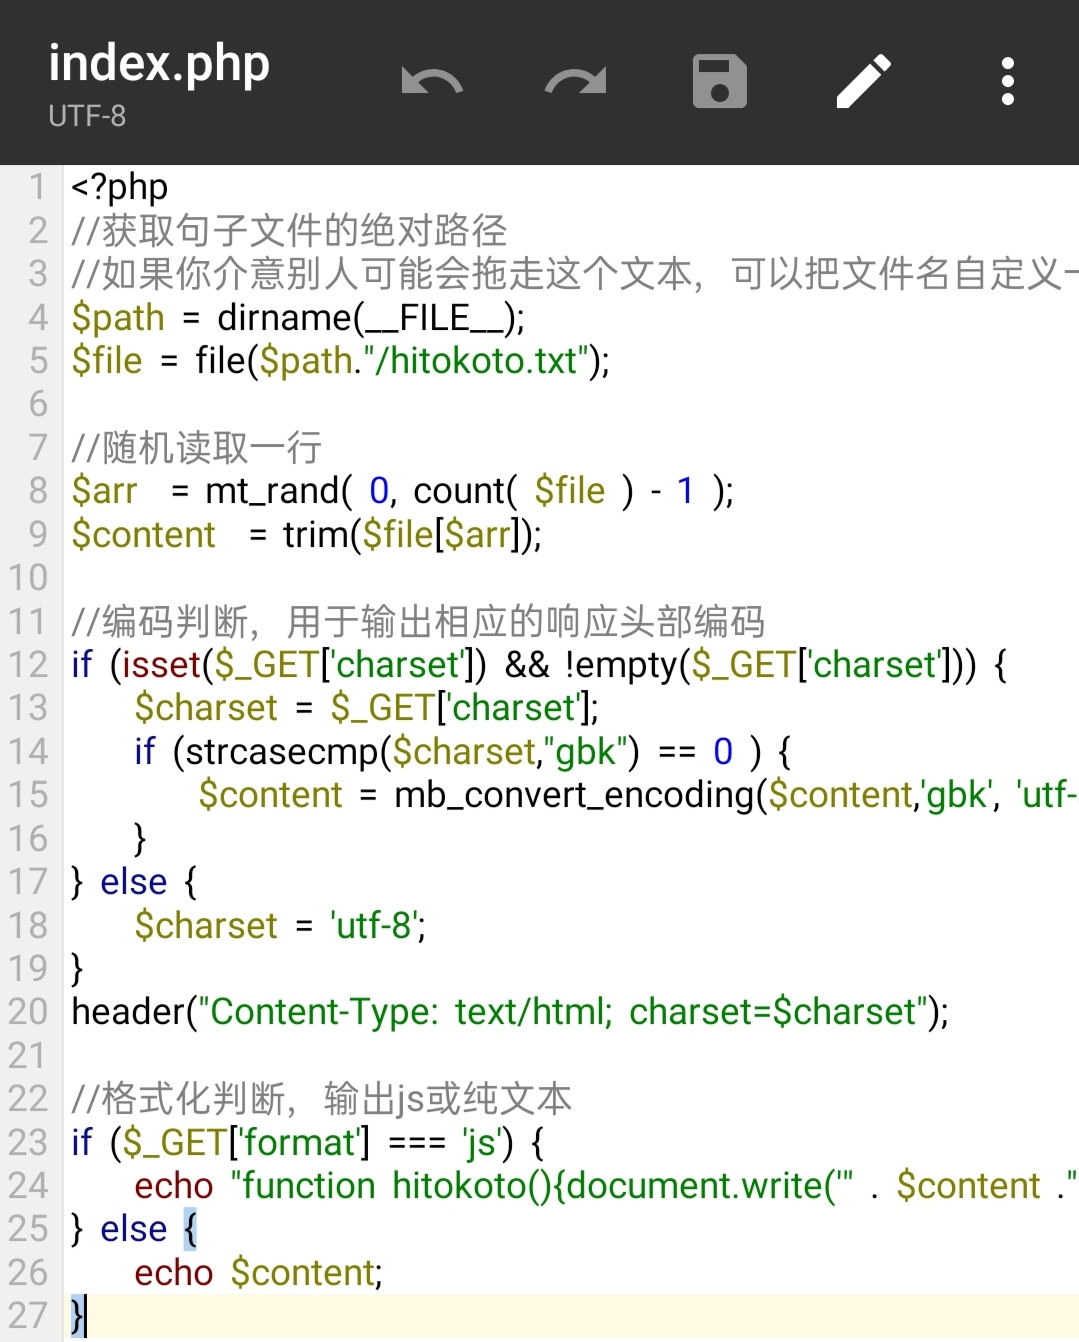 index.php
UTF-8
1 <?php
2 //获取句子文件的绝对路径
3 //如果你介意别人可能会拖走这个文本，可以把文件名自定义一
4 $path = dirname(__FILE__);
5 $file = file($path."/hitokoto.txt");
6
7 //随机读取一行
8 $arr  = mt_rand( 0, count( $file ) - 1 );
9 $content  = trim($file[$arr]);
10
11 //编码判断，用于输出相应的响应头部编码
12 if (isset($_GET['charset']) && !empty($_GET['charset'])) {
13     $charset = $_GET['charset'];
14     if (strcasecmp($charset,"gbk") == 0 ) {
15         $content = mb_convert_encoding($content,'gbk', 'utf-
16     }
17 } else {
18     $charset = 'utf-8';
19 }
20 header("Content-Type: text/html; charset=$charset");
21
22 //格式化判断，输出js或纯文本
23 if ($_GET['format'] === 'js') {
24     echo "function hitokoto(){document.write('" . $content ."
25 } else {
26     echo $content;
27 }